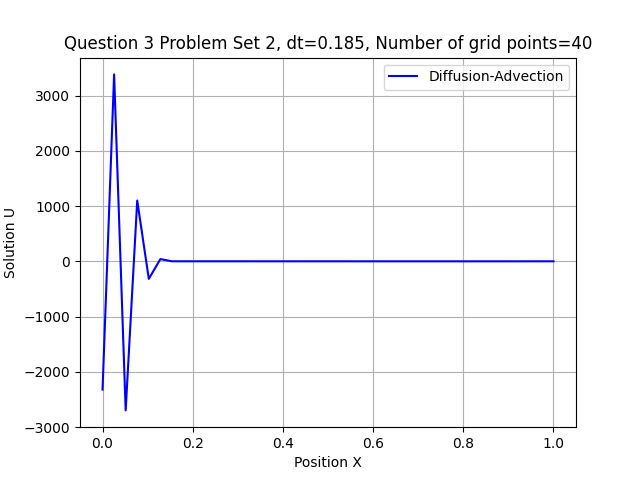 Question 3 Problem Set 2, dt=0.185, Number of grid points=40
Diffusion-Advection
3000
2000
1000
0
−1000
−2000
−3000
Solution U
0.0 0.2 0.4 0.6 0.8 1.0
Position X